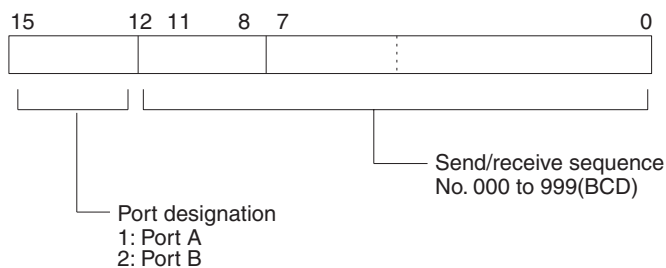 15 12 11 8 7 0
Send/receive sequence
No. 000 to 999(BCD)
Port designation
1: Port A
2: Port B